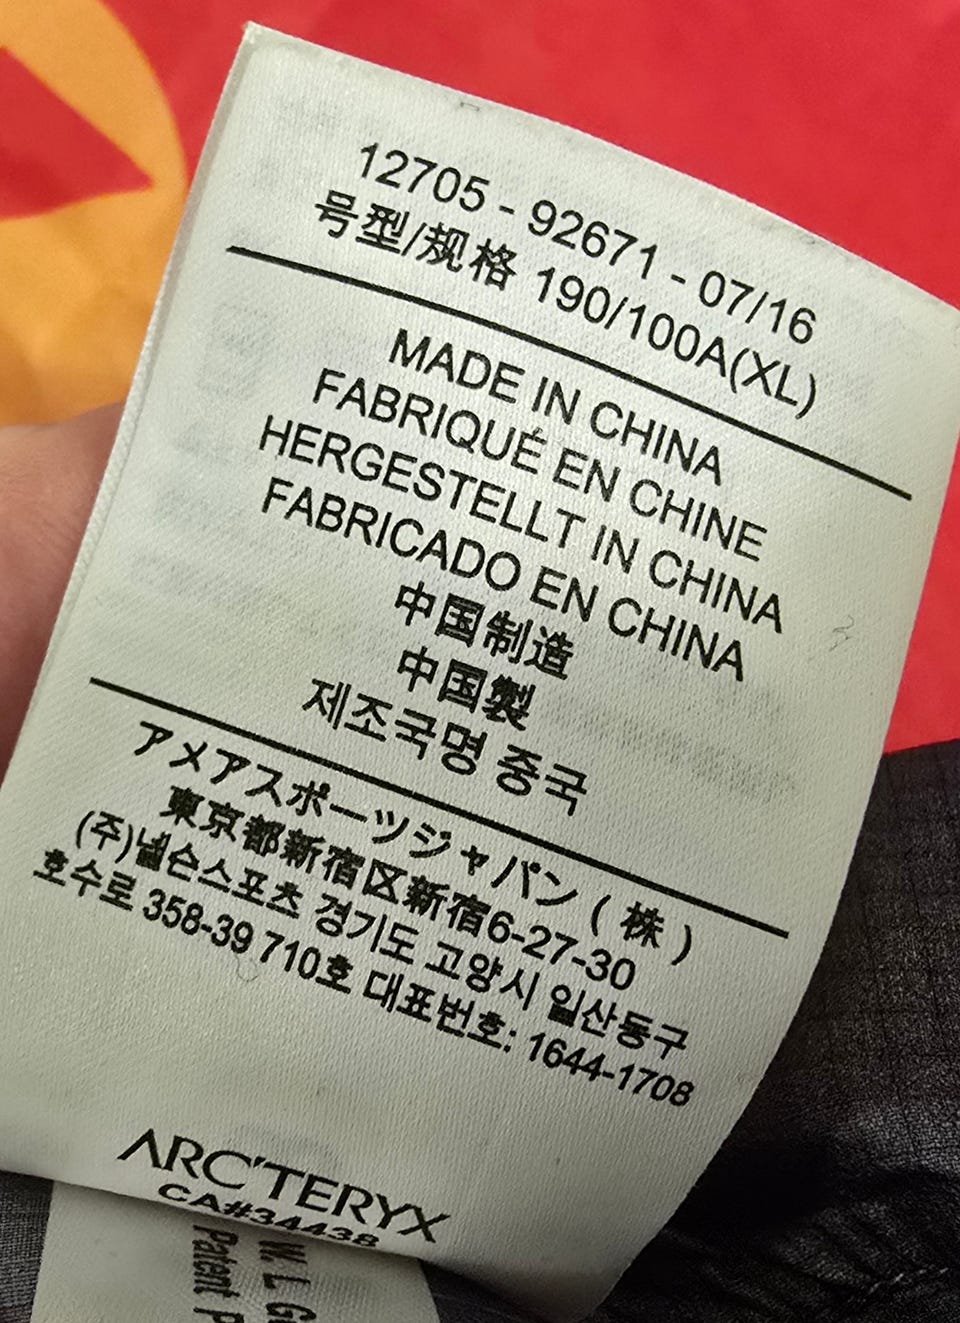 12705 - 92671 - 07/16
号型/规格 190/100A(XL)
MADE IN CHINA
FABRIQUÉ EN CHINE
HERGESTELLT IN CHINA
FABRICADO EN CHINA
中国制造
中国製
제조국명 중국
アメアスポーツジャパン(株)
東京都新宿区新宿6-27-30
(주)넬슨스포츠 경기도 고양시 일산동구
호수로 358-39 710호 대표번호: 1644-1708
ARC'TERYX
CA#34438
W. L. G
Patent P